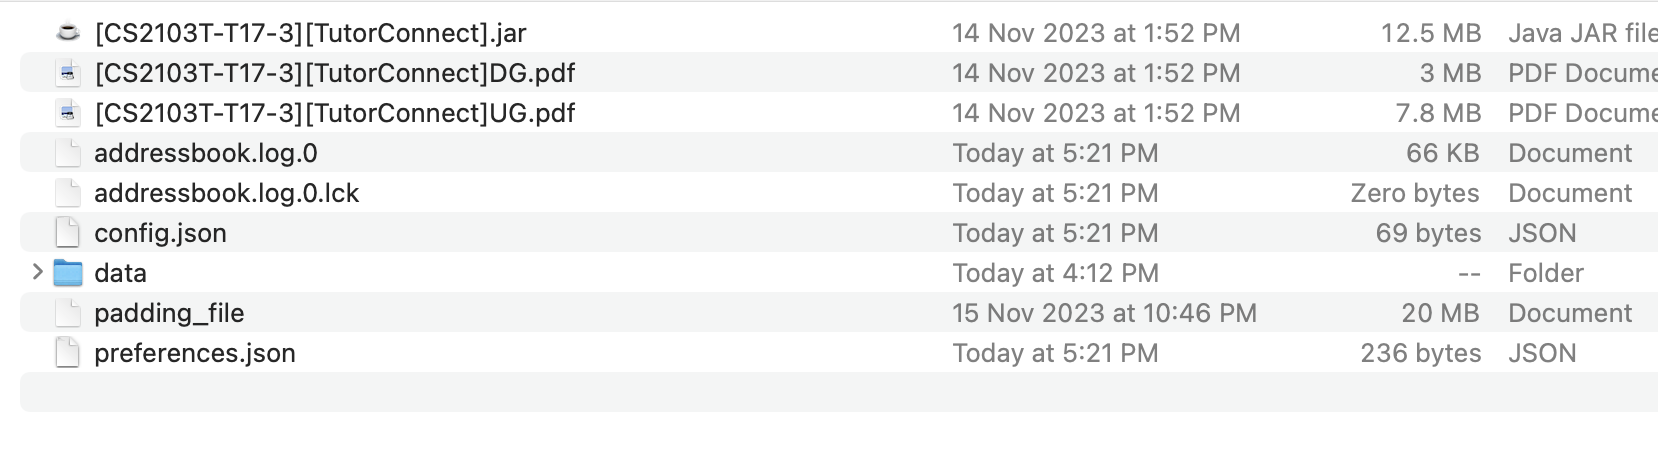 [CS2103T-T17-3][TutorConnect].jar 14 Nov 2023 at 1:52 PM 12.5 MB Java JAR file
[CS2103T-T17-3][TutorConnect]DG.pdf 14 Nov 2023 at 1:52 PM 3 MB PDF Docume
[CS2103T-T17-3][TutorConnect]UG.pdf 14 Nov 2023 at 1:52 PM 7.8 MB PDF Docume
addressbook.log.0 Today at 5:21 PM 66 KB Document
addressbook.log.0.lck Today at 5:21 PM Zero bytes Document
config.json Today at 5:21 PM 69 bytes JSON
data Today at 4:12 PM -- Folder
padding_file 15 Nov 2023 at 10:46 PM 20 MB Document
preferences.json Today at 5:21 PM 236 bytes JSON